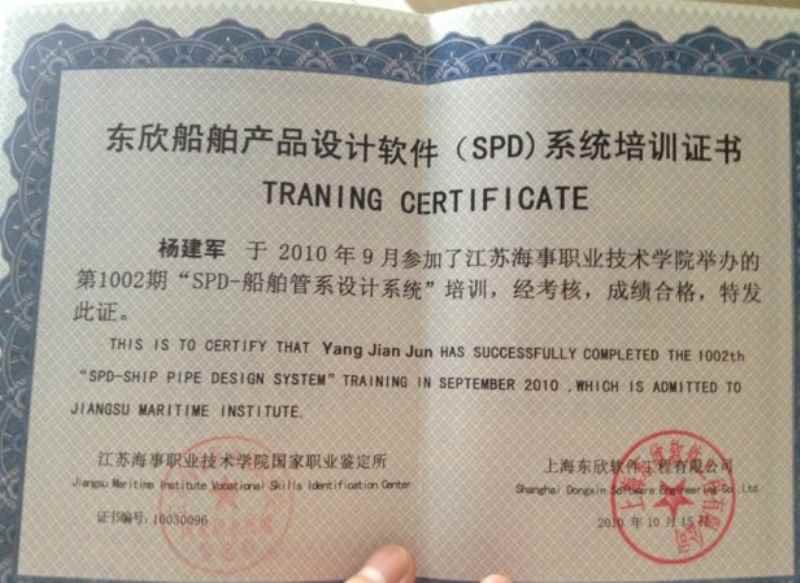 东欣船舶产品设计软件（SPD)系统培训证书
TRANING CERTIFICATE
杨建军 于 2010 年 9 月参加了江苏海事职业技术学院举办的
第1002期“SPD-船舶管系设计系统”培训，经考核，成绩合格，特发
此证。
THIS IS TO CERTIFY THAT Yang Jian Jun HAS SUCCESSFULLY COMPLETED THE 1002th
“SPD-SHIP PIPE DESIGN SYSTEM”TRAINING IN SEPTEMBER 2010 ,WHICH IS ADMITTED TO
JIANGSU MARITIME INSTITUTE.
江苏海事职业技术学院国家职业鉴定所
Jiangsu Maritime Institute Vocational Skills Identification Center
证书编号:10030096
上海东欣软件工程有限公司
Shanghai Dongxin Software Engineering Co.,Ltd
2010 年 10 月 15 日